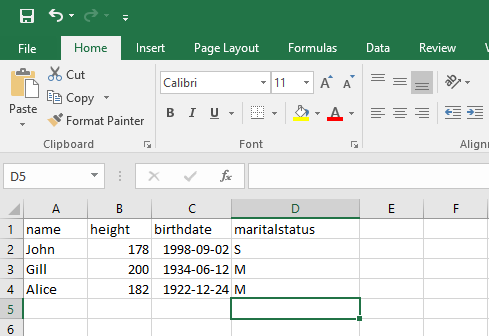 File Home Insert Page Layout Formulas Data Review
Cut
Copy
Format Painter
Paste
Clipboard
Calibri 11 A A
B I U A
Font
ab
D5 fx
A B C D E F
1 name height birthdate maritalstatus
2 John 178 1998-09-02 S
3 Gill 200 1934-06-12 M
4 Alice 182 1922-12-24 M
5
6